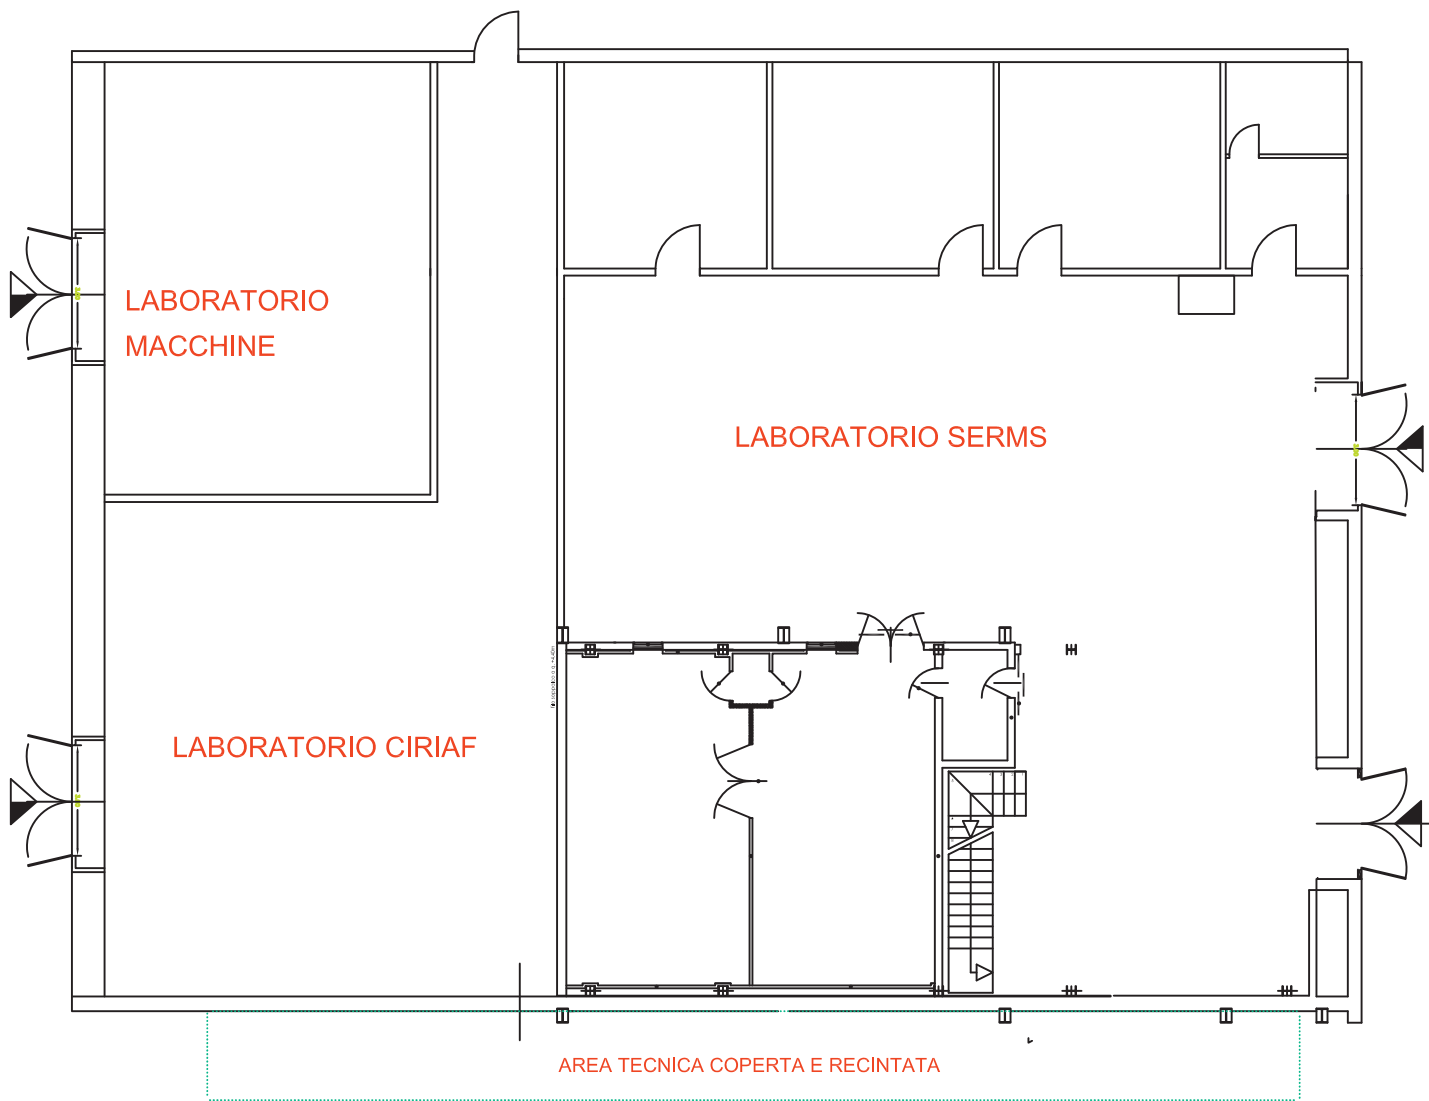 LABORATORIO
MACCHINE
LABORATORIO SERMS
LABORATORIO CIRIAF
AREA TECNICA COPERTA E RECINTATA